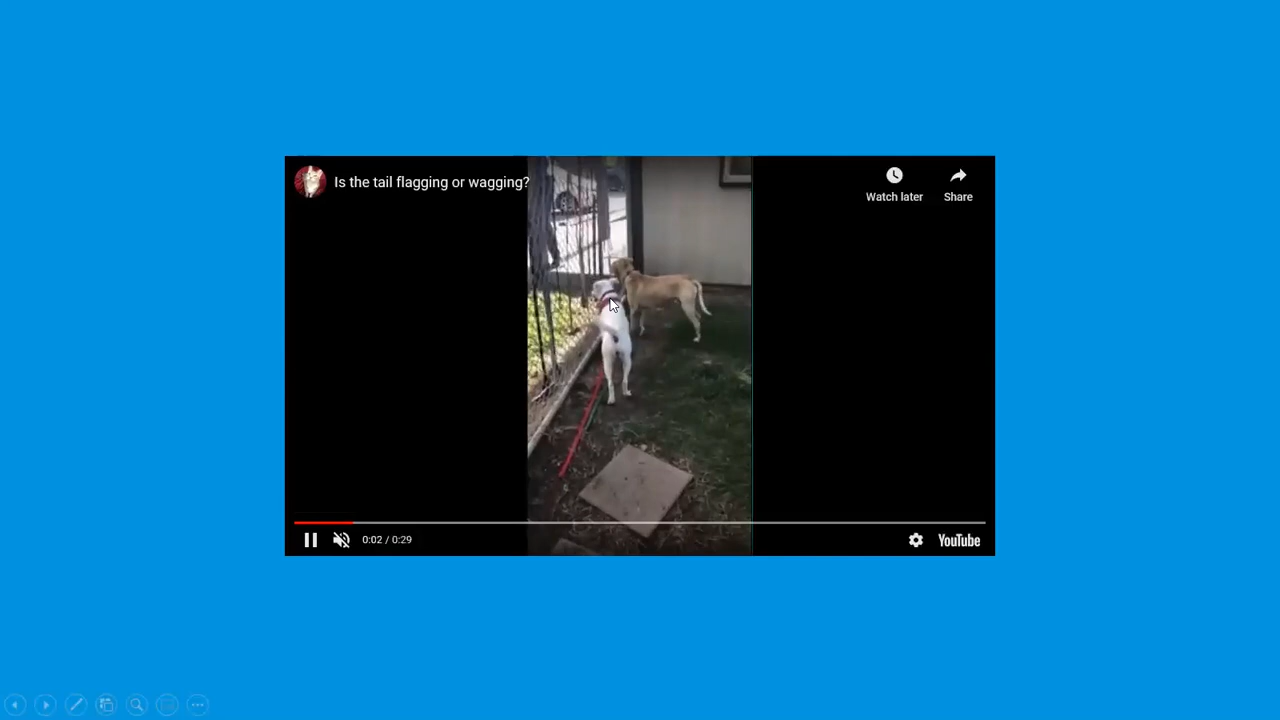 Is the tail flagging or wagging?
Watch later
Share
0:02 / 0:29
YouTube